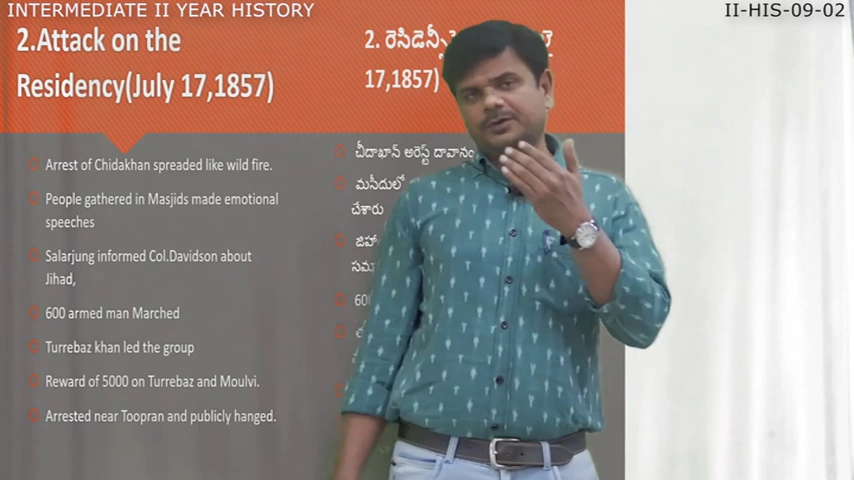 INTERMEDIATE II YEAR HISTORY
II-HIS-09-02
2.Attack on the
Residency(July 17,1857)
Arrest of Chidakhan spreaded like wild fire.
People gathered in Masjids made emotional
speeches
Salarjung informed Col.Davidson about
Jihad,
600 armed man Marched
Turrebaz khan led the group
Reward of 5000 on Turrebaz and Moulvi.
Arrested near Toopran and publicly hanged.
2. రెసిడెన్సీ
17,1857)
చీదాఖాన్ అరెస్ట్
మసీదులో
చేశారు